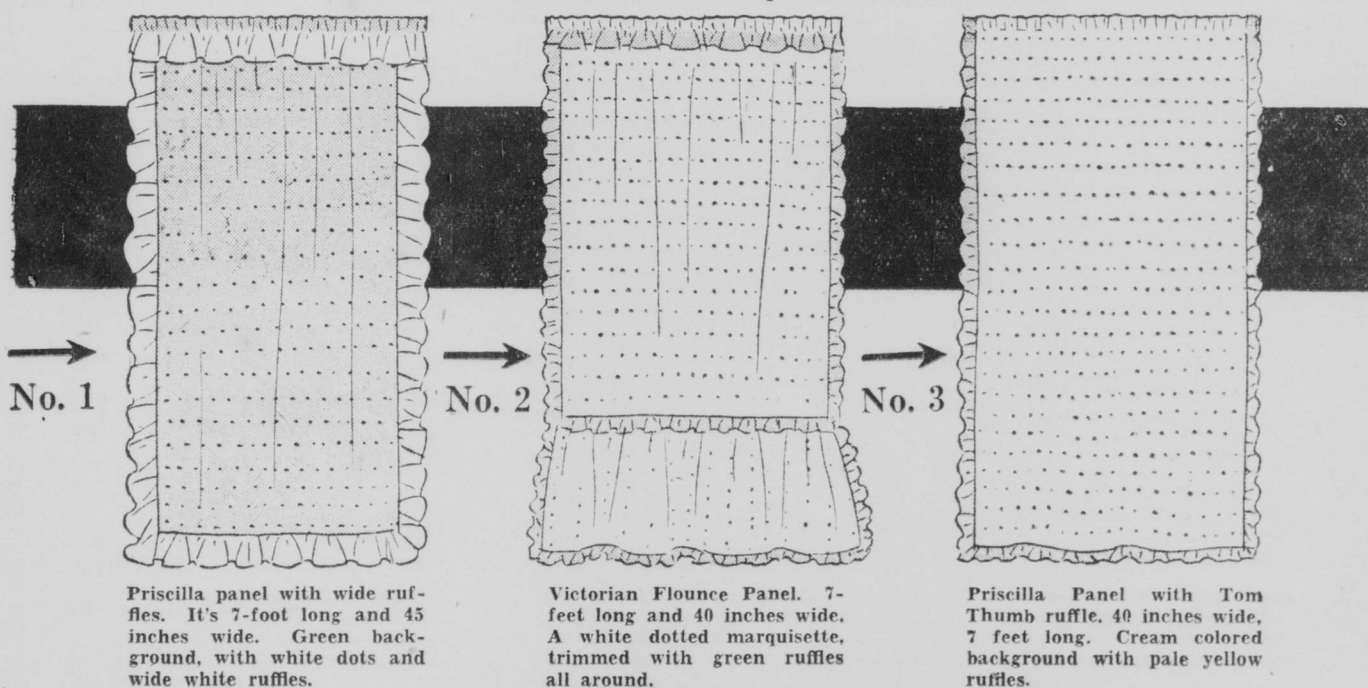 No. 1
Priscilla panel with wide ruf-
fles. It's 7-foot long and 45
inches wide. Green back-
ground, with white dots and
wide white ruffles.
No. 2
Victorian Flounce Panel. 7-
feet long and 40 inches wide.
A white dotted marquisette,
trimmed with green ruffles
all around.
No. 3
Priscilla Panel with Tom
Thumb ruffle. 40 inches wide,
7 feet long. Cream colored
background with pale yellow
ruffles.